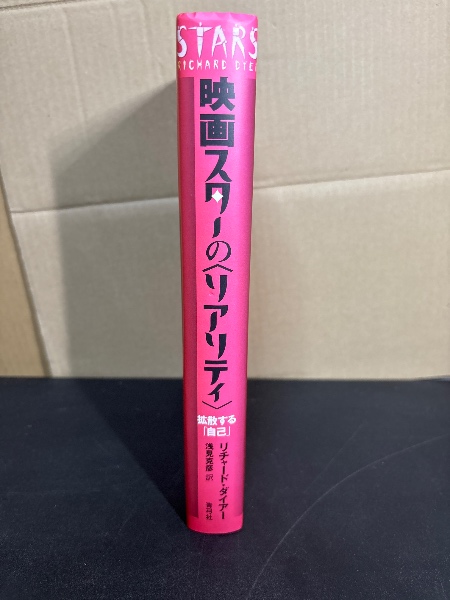 STARS
RICHARD DYER
映画スターの〈リアリティ〉
拡散する
「自己」
リチャード・ダイアー
浅見克彦 訳
青弓社